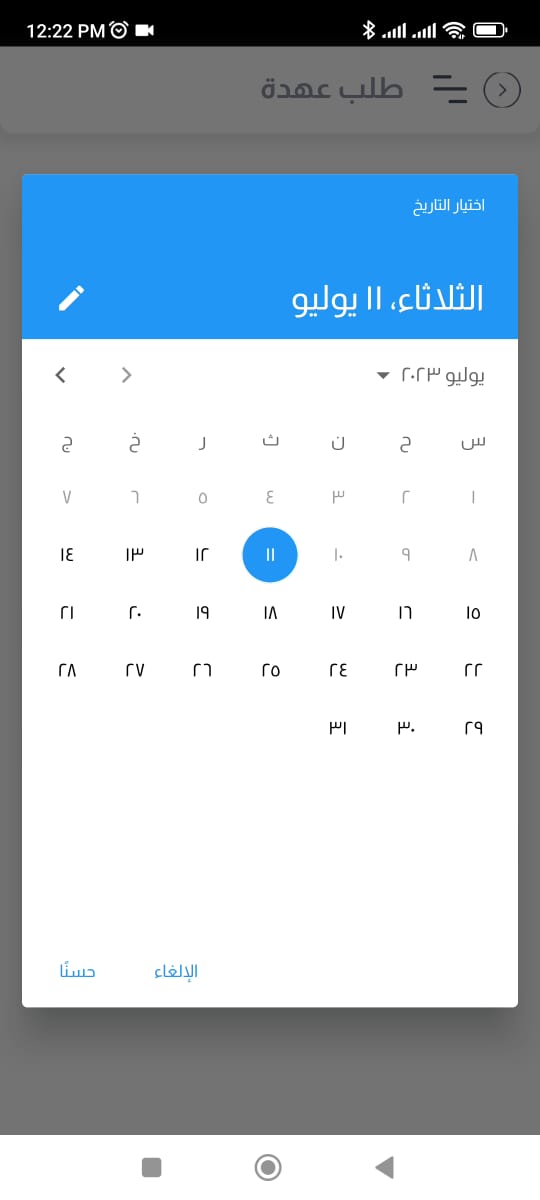 12:22 PM
طلب عهدة
اختيار التاريخ
الثلاثاء، ١١ يوليو
يوليو ٢٠٢٣
س ح ن ث ر خ ج
١ ٢ ٣ ٤ ٥ ٦ ٧
٨ ٩ ١٠ ١١ ١٢ ١٣ ١٤
١٥ ١٦ ١٧ ١٨ ١٩ ٢٠ ٢١
٢٢ ٢٣ ٢٤ ٢٥ ٢٦ ٢٧ ٢٨
٢٩ ٣٠ ٣١
الإلغاء حسنًا